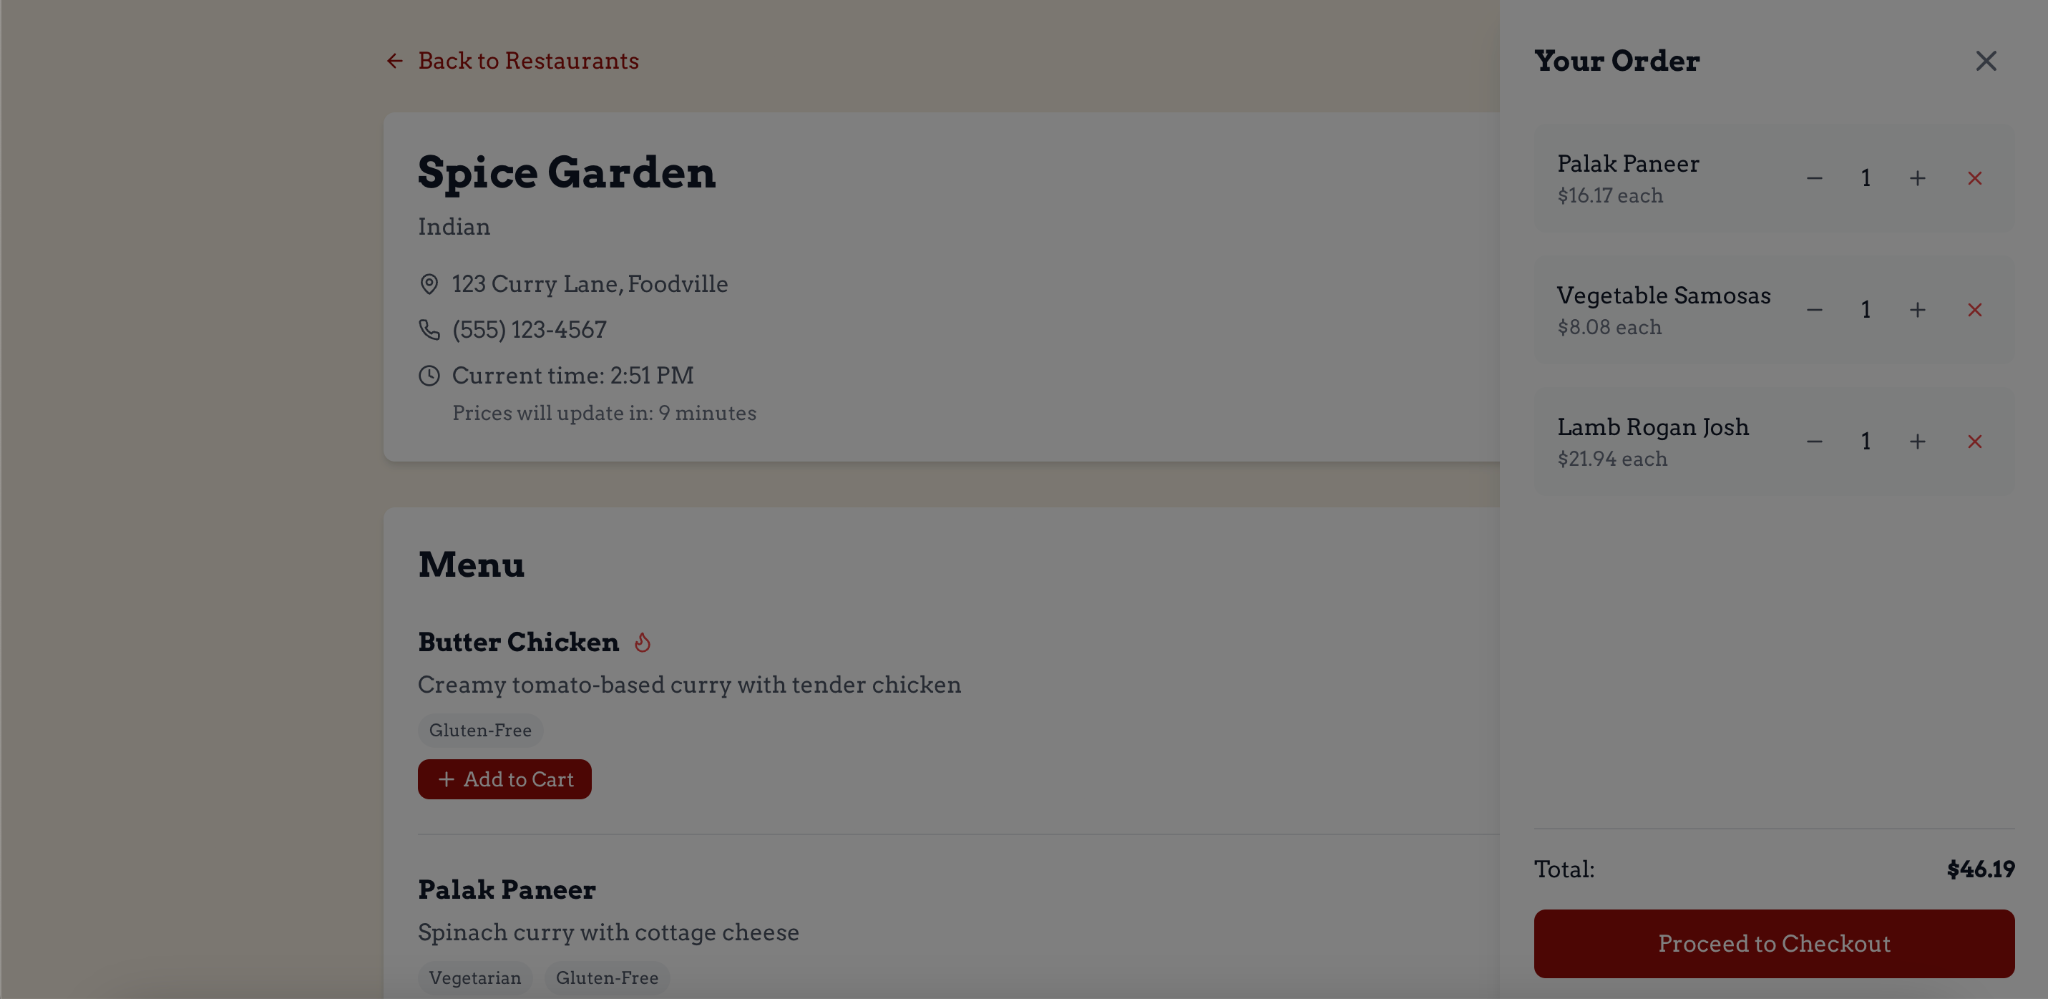 Back to Restaurants
Spice Garden
Indian
123 Curry Lane, Foodville
(555) 123-4567
Current time: 2:51 PM
Prices will update in: 9 minutes
Menu
Butter Chicken
Creamy tomato-based curry with tender chicken
Gluten-Free
+ Add to Cart
Palak Paneer
Spinach curry with cottage cheese
Vegetarian Gluten-Free
Your Order
Palak Paneer
$16.17 each
1
Vegetable Samosas
$8.08 each
1
Lamb Rogan Josh
$21.94 each
1
Total: $46.19
Proceed to Checkout